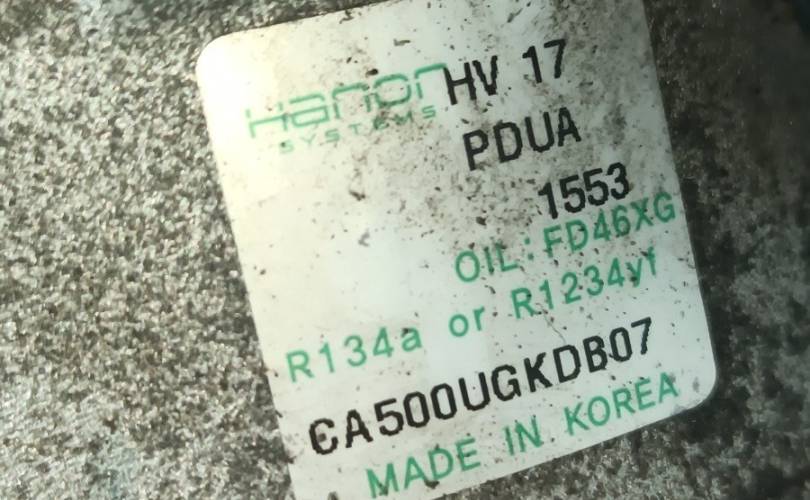 Hanon HV 17
SYSTEMS
PDUA
1553
OIL:FD46XG
R134a or R1234yf
CA500UGKDB07
MADE IN KOREA